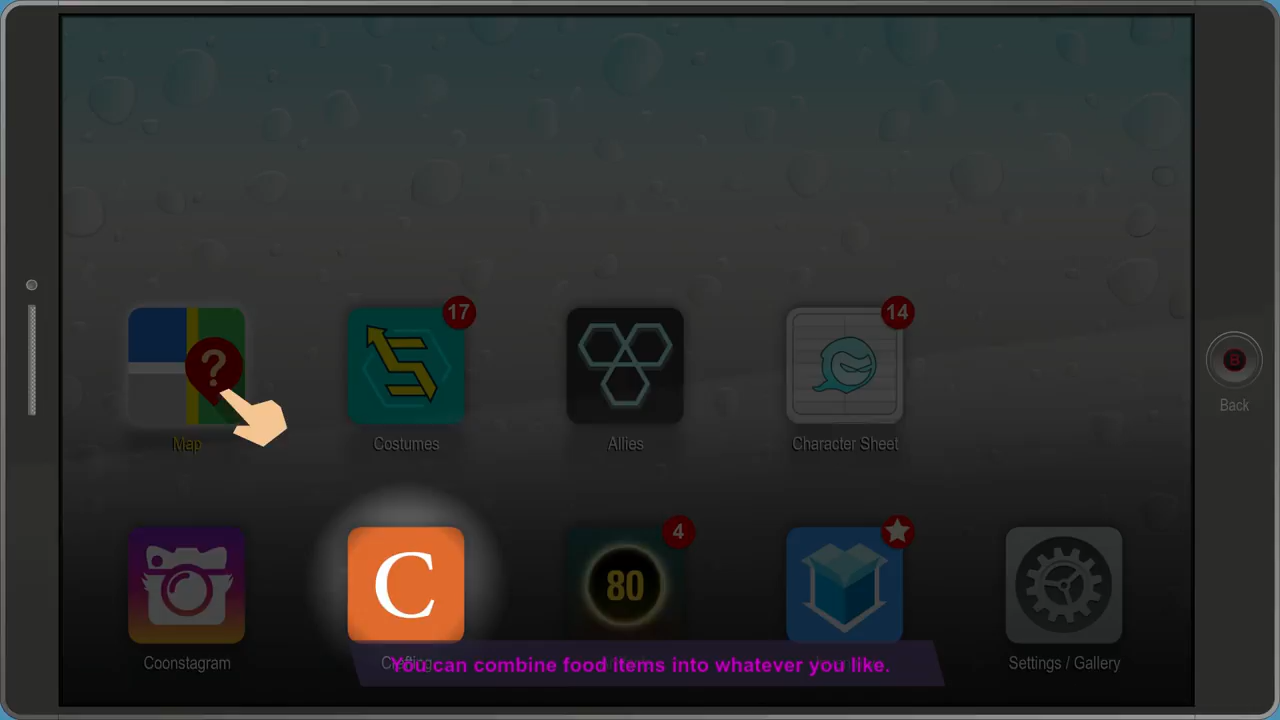 17
14
?
Map
Costumes
Allies
Character Sheet
B
Back
4
C
80
Coonstagram
Crafting
You can combine food items into whatever you like.
Settings / Gallery